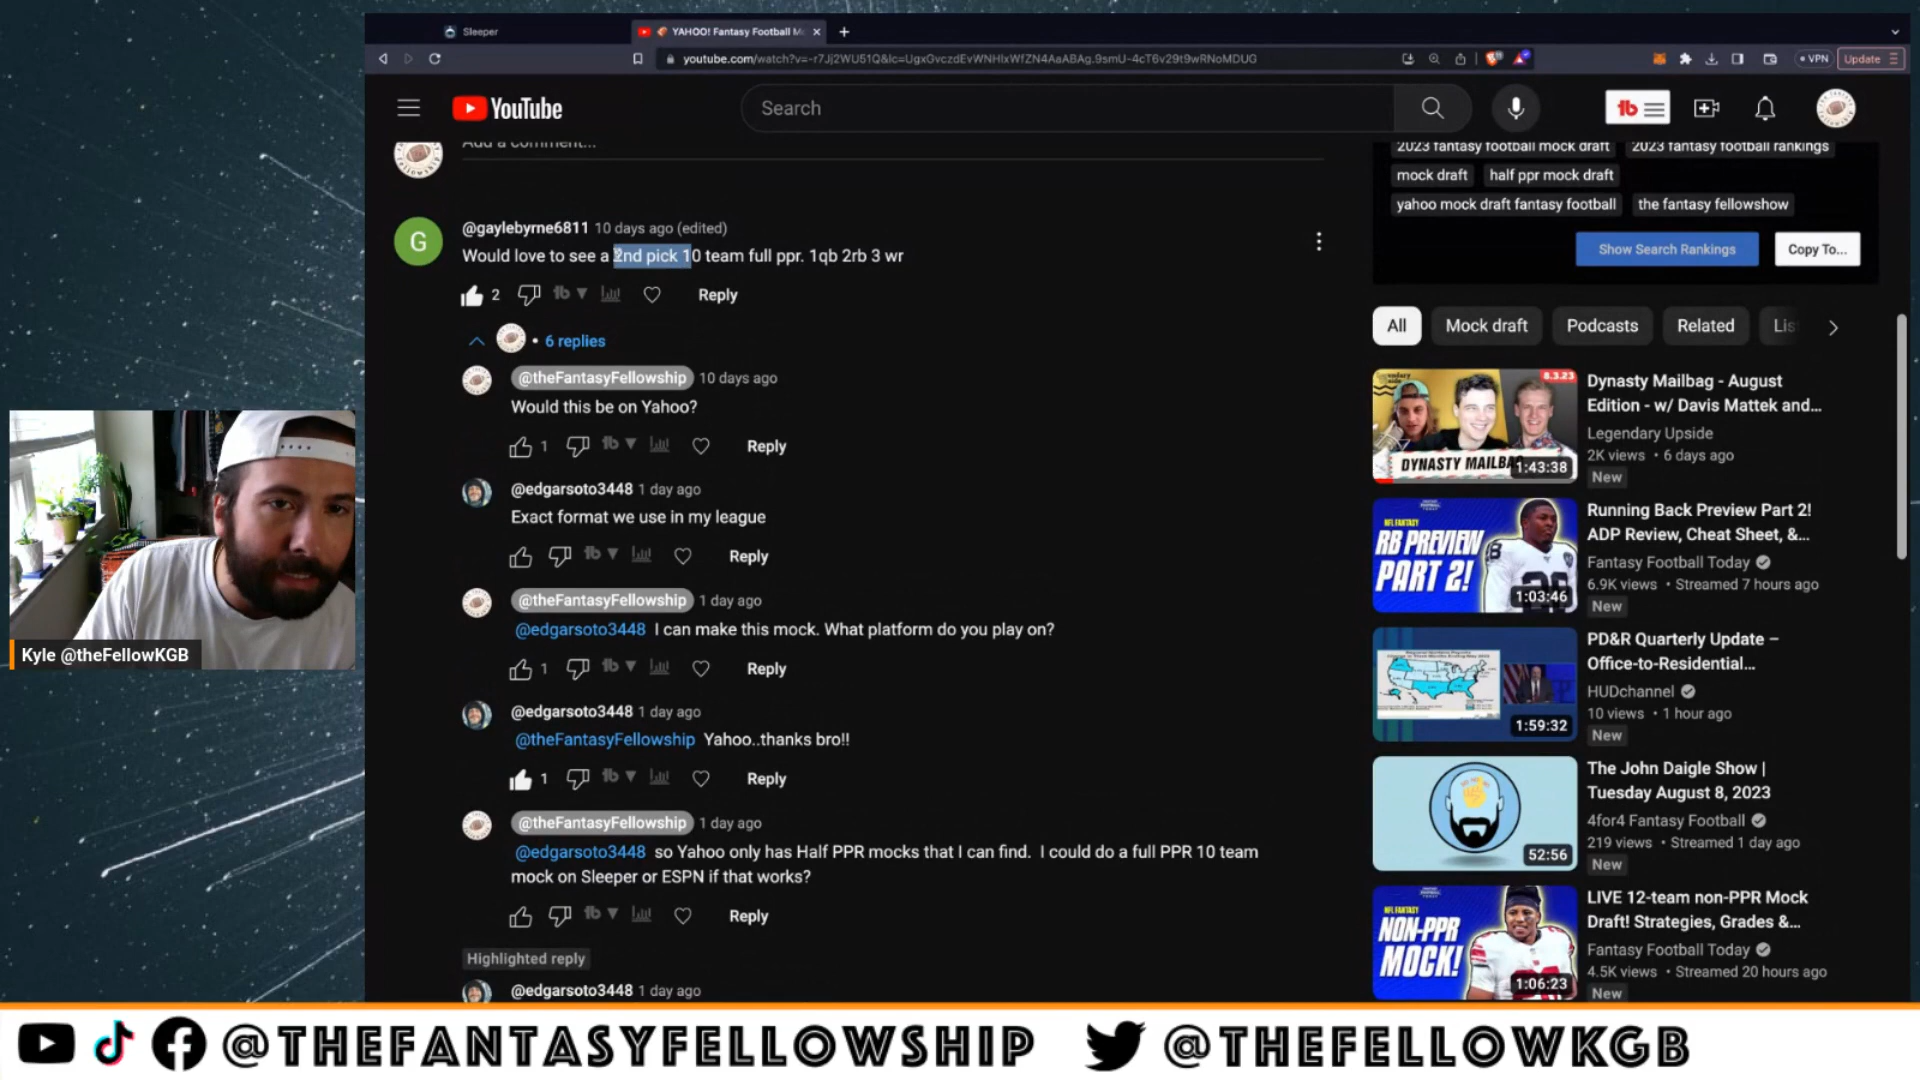 Sleeper
YAHOO! Fantasy Football M
youtube.com/watch?v=-r7Jj2WU51Q&lc=UgxGvczdEvWNHIxWfZN4AaABAg.9smU-4cT6v29t9wRNoMDUG
VPN
Update
YouTube
Search
tb
Add a comment...
2023 fantasy football mock draft
2023 fantasy football rankings
mock draft
half ppr mock draft
yahoo mock draft fantasy football
the fantasy fellowshow
Show Search Rankings
Copy To...
G
@gaylebyrne6811 10 days ago (edited)
Would love to see a 2nd pick 10 team full ppr. 1qb 2rb 3 wr
2
tb
Reply
6 replies
@theFantasyFellowship 10 days ago
Would this be on Yahoo?
1
tb
Reply
@edgarsoto3448 1 day ago
Exact format we use in my league
tb
Reply
@theFantasyFellowship 1 day ago
@edgarsoto3448 I can make this mock. What platform do you play on?
1
tb
Reply
@edgarsoto3448 1 day ago
@theFantasyFellowship Yahoo..thanks bro!!
1
tb
Reply
@theFantasyFellowship 1 day ago
@edgarsoto3448 so Yahoo only has Half PPR mocks that I can find. I could do a full PPR 10 team
mock on Sleeper or ESPN if that works?
tb
Reply
Highlighted reply
@edgarsoto3448 1 day ago
All
Mock draft
Podcasts
Related
Lis
8.3.23
DYNASTY MAILBA
1:43:38
Dynasty Mailbag - August
Edition - w/ Davis Mattek and...
Legendary Upside
2K views • 6 days ago
New
NFL FANTASY
RB PREVIEW
PART 2!
1:03:46
Running Back Preview Part 2!
ADP Review, Cheat Sheet, &...
Fantasy Football Today
6.9K views • Streamed 7 hours ago
New
1:59:32
PD&R Quarterly Update –
Office-to-Residential...
HUDchannel
10 views • 1 hour ago
New
52:56
The John Daigle Show |
Tuesday August 8, 2023
4for4 Fantasy Football
219 views • Streamed 1 day ago
New
NFL FANTASY
NON-PPR
MOCK!
1:06:23
LIVE 12-team non-PPR Mock
Draft! Strategies, Grades &...
Fantasy Football Today
4.5K views • Streamed 20 hours ago
New
Kyle @theFellowKGB
@THEFANTASYFELLOWSHIP
@THEFELLOWKGB